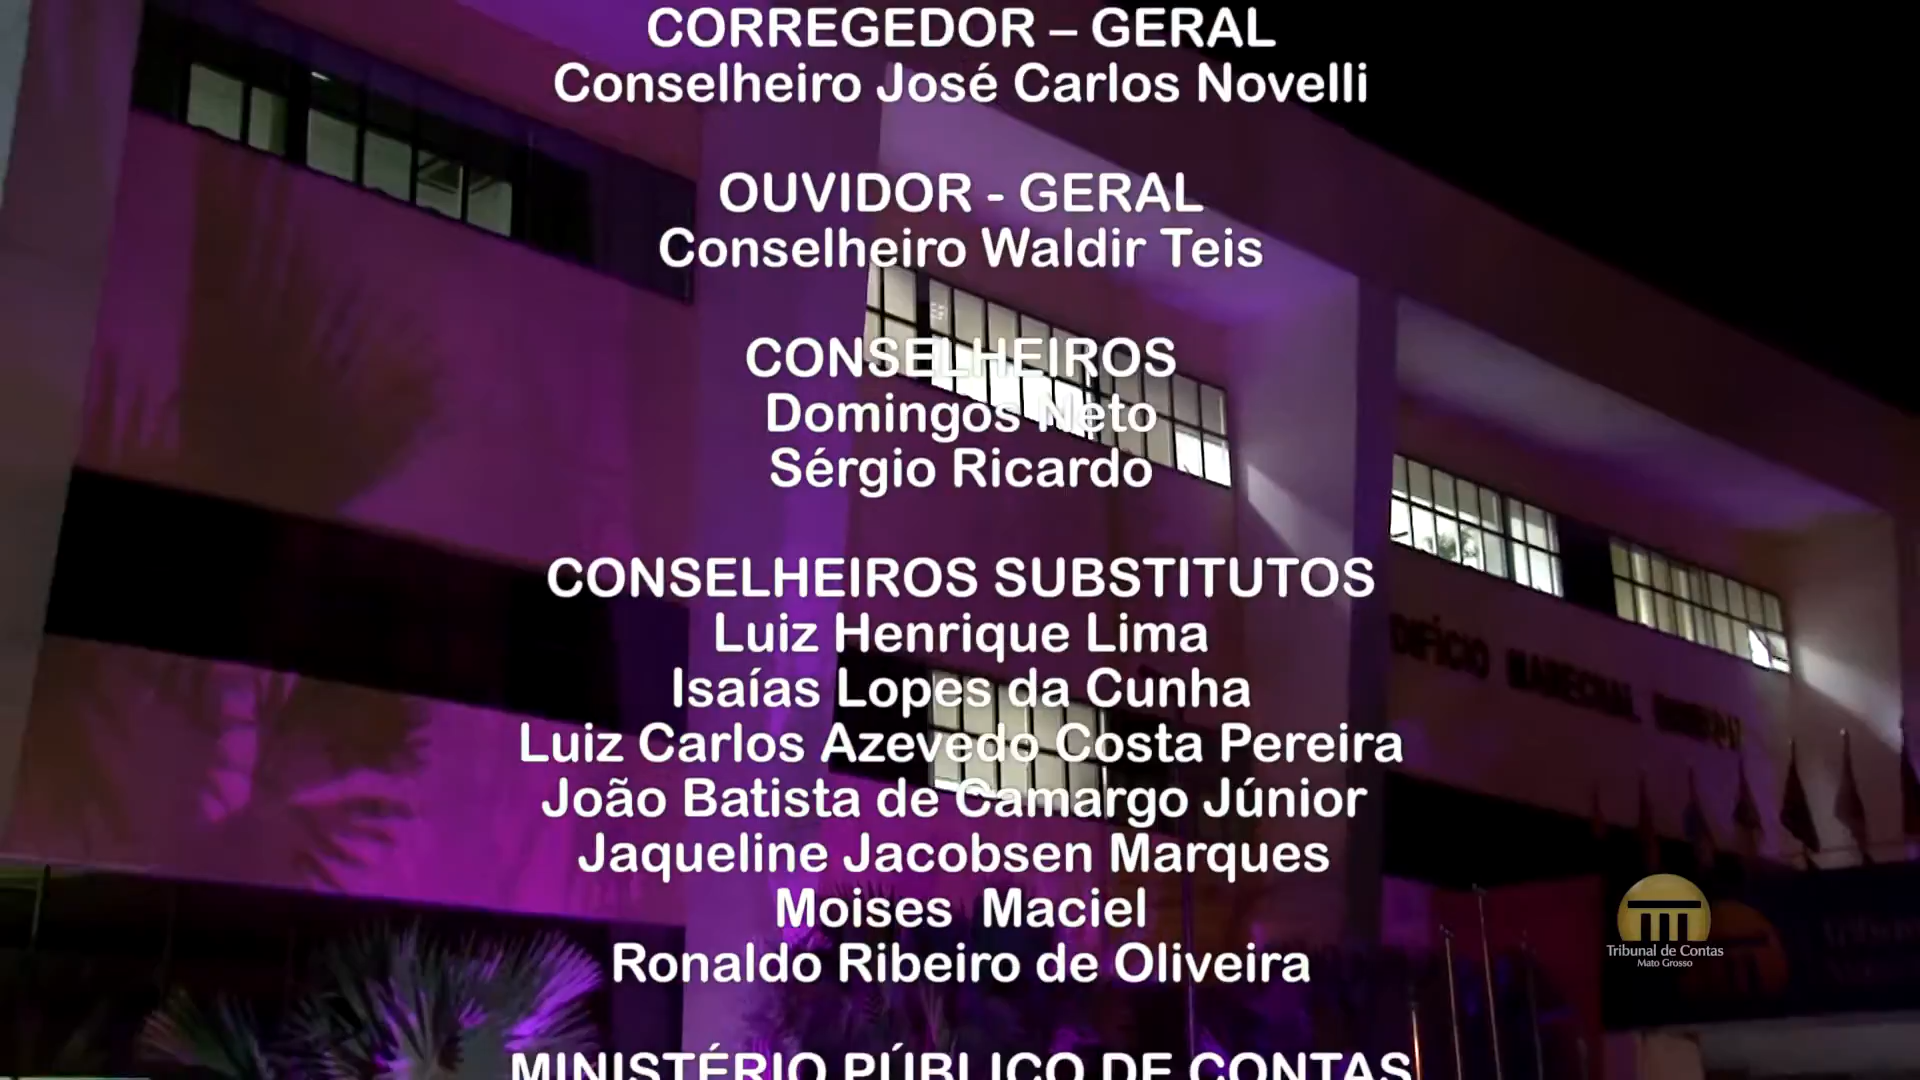 CORREGEDOR – GERAL
Conselheiro José Carlos Novelli
OUVIDOR - GERAL
Conselheiro Waldir Teis
CONSELHEIROS
Domingos Neto
Sérgio Ricardo
CONSELHEIROS SUBSTITUTOS
Luiz Henrique Lima
Isaías Lopes da Cunha
Luiz Carlos Azevedo Costa Pereira
João Batista de Camargo Júnior
Jaqueline Jacobsen Marques
Moises Maciel
Ronaldo Ribeiro de Oliveira
MINISTÉRIO PÚBLICO DE CONTAS
DIFÍCIO MARECHAL
Tribunal de Contas
Mato Grosso